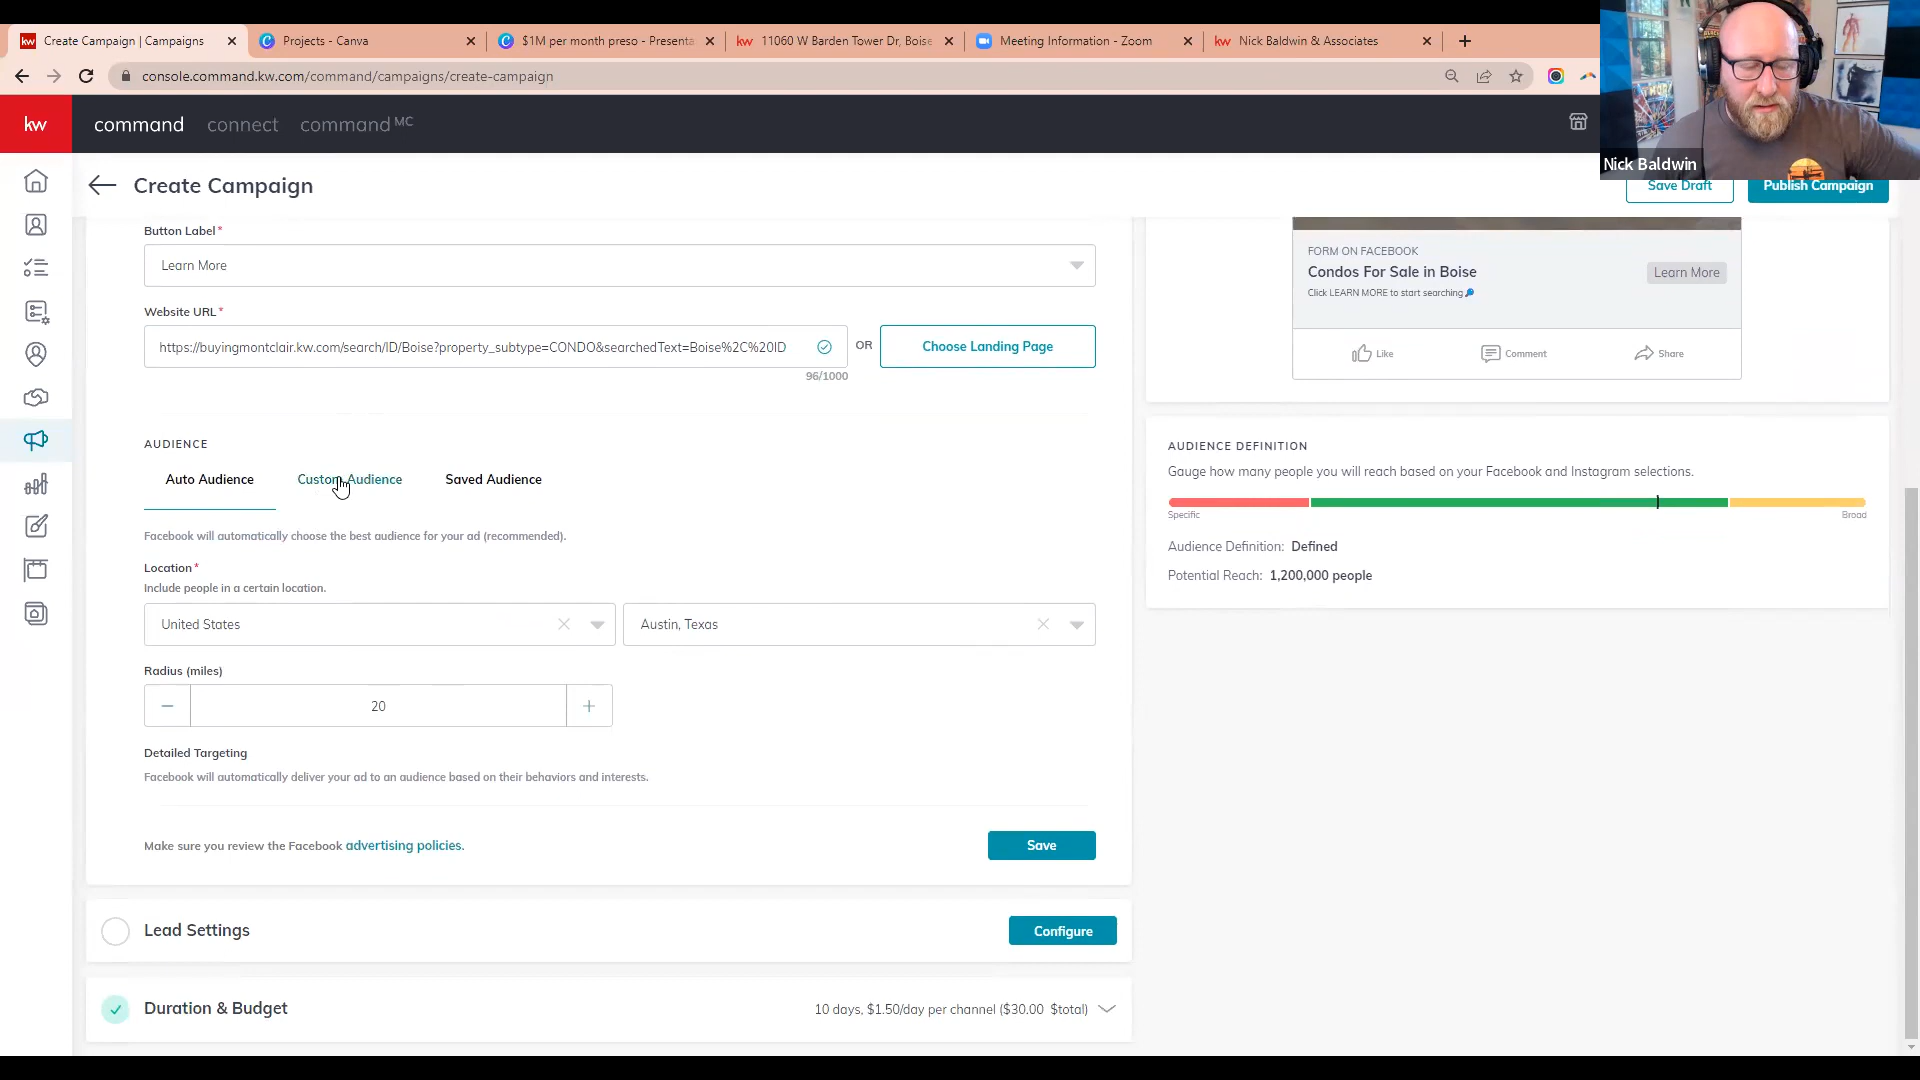 Create Campaign | Campaigns
Projects - Canva
$1M per month preso - Presenta
11060 W Barden Tower Dr, Boise
Meeting Information - Zoom
Nick Baldwin & Associates
console.command.kw.com/command/campaigns/create-campaign
kw
command
connect
command MC
Nick Baldwin
Create Campaign
Save Draft
Publish Campaign
Button Label*
Learn More
Website URL*
https://buyingmontclair.kw.com/search/ID/Boise?property_subtype=CONDO&searchedText=Boise%2C%20ID
OR
Choose Landing Page
96/1000
AUDIENCE
Auto Audience
Custom Audience
Saved Audience
Facebook will automatically choose the best audience for your ad (recommended).
Location*
Include people in a certain location.
United States
Austin, Texas
Radius (miles)
20
Detailed Targeting
Facebook will automatically deliver your ad to an audience based on their behaviors and interests.
Make sure you review the Facebook advertising policies.
Save
Lead Settings
Configure
Duration & Budget
10 days, $1.50/day per channel ($30.00 $total)
FORM ON FACEBOOK
Condos For Sale in Boise
Learn More
Click LEARN MORE to start searching
Like
Comment
Share
AUDIENCE DEFINITION
Gauge how many people you will reach based on your Facebook and Instagram selections.
Specific
Broad
Audience Definition: Defined
Potential Reach: 1,200,000 people